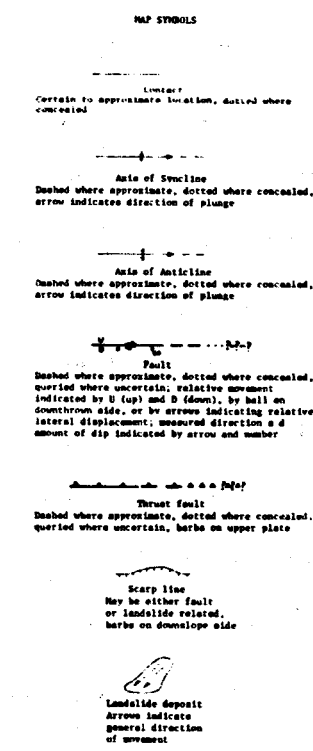 MAP SYMBOLS
Contact
Certain to approximate location, dotted where
concealed
Axis of Syncline
Dashed where approximate, dotted where concealed,
arrow indicates direction of plunge
Axis of Anticline
Dashed where approximate, dotted where concealed,
arrow indicates direction of plunge
U
D
Fault
Dashed where approximate, dotted where concealed,
queried where uncertain; relative movement
indicated by U (up) and D (down), by ball on
downthrown side, or by arrows indicating relative
lateral displacement; measured direction a d
amount of dip indicated by arrow and number
Thrust fault
Dashed where approximate, dotted where concealed,
queried where uncertain, barbs on upper plate
Scarp line
May be either fault
or landslide related,
barbs on downslope side
Landslide deposit
Arrows indicate
general direction
of movement